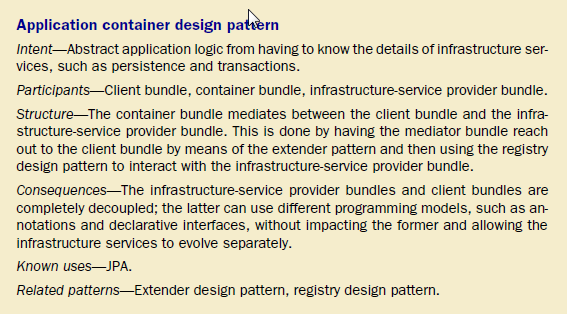 Application container design pattern
Intent—Abstract application logic from having to know the details of infrastructure ser-
vices, such as persistence and transactions.
Participants—Client bundle, container bundle, infrastructure-service provider bundle.
Structure—The container bundle mediates between the client bundle and the infra-
structure-service provider bundle. This is done by having the mediator bundle reach
out to the client bundle by means of the extender pattern and then using the registry
design pattern to interact with the infrastructure-service provider bundle.
Consequences—The infrastructure-service provider bundles and client bundles are
completely decoupled; the latter can use different programming models, such as an-
notations and declarative interfaces, without impacting the former and allowing the
infrastructure services to evolve separately.
Known uses—JPA.
Related patterns—Extender design pattern, registry design pattern.